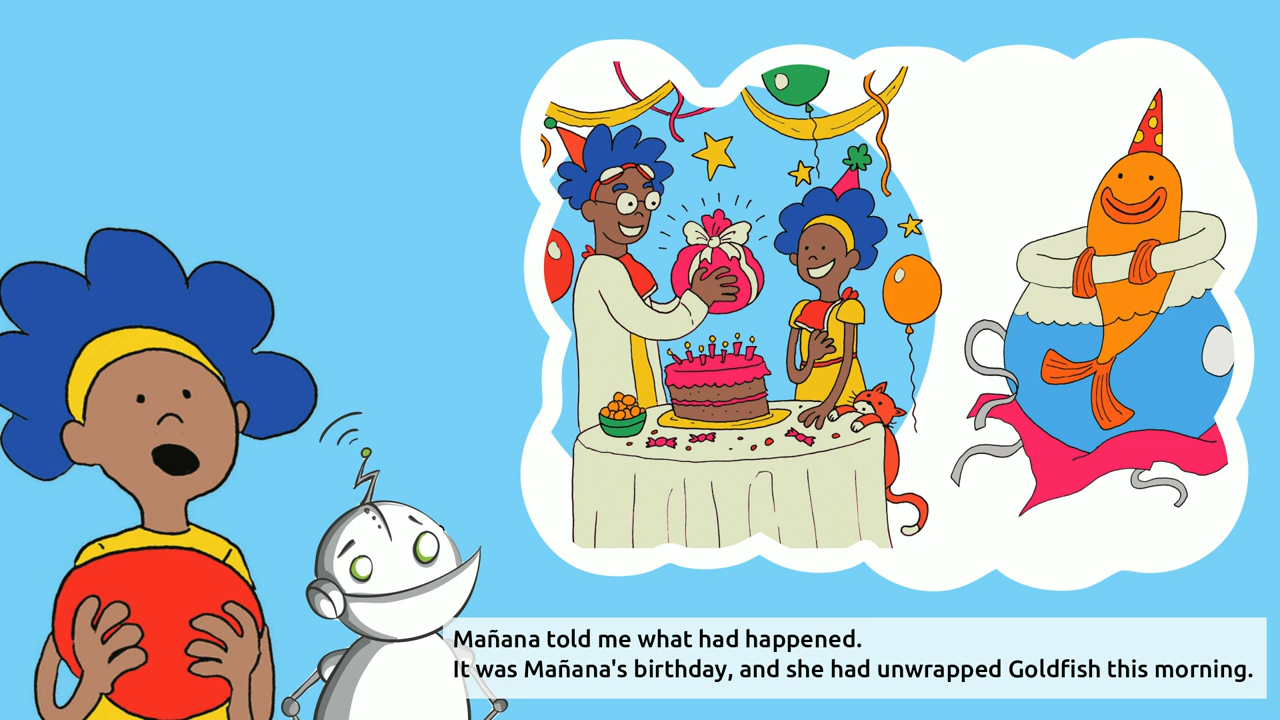 Mañana told me what had happened.
It was Mañana's birthday, and she had unwrapped Goldfish this morning.